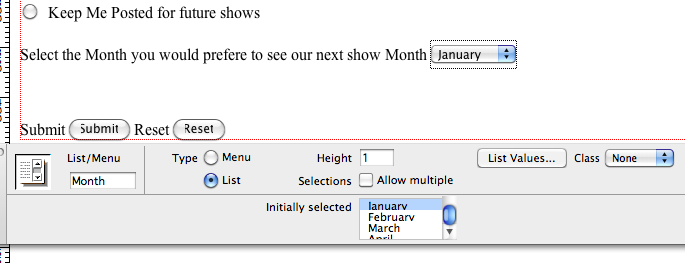 Keep Me Posted for future shows
Select the Month you would prefere to see our next show Month January
Submit Submit Reset Reset
List/Menu Type Menu Height 1 List Values... Class None
Month List Selections Allow multiple
Initially selected January
February
March
April